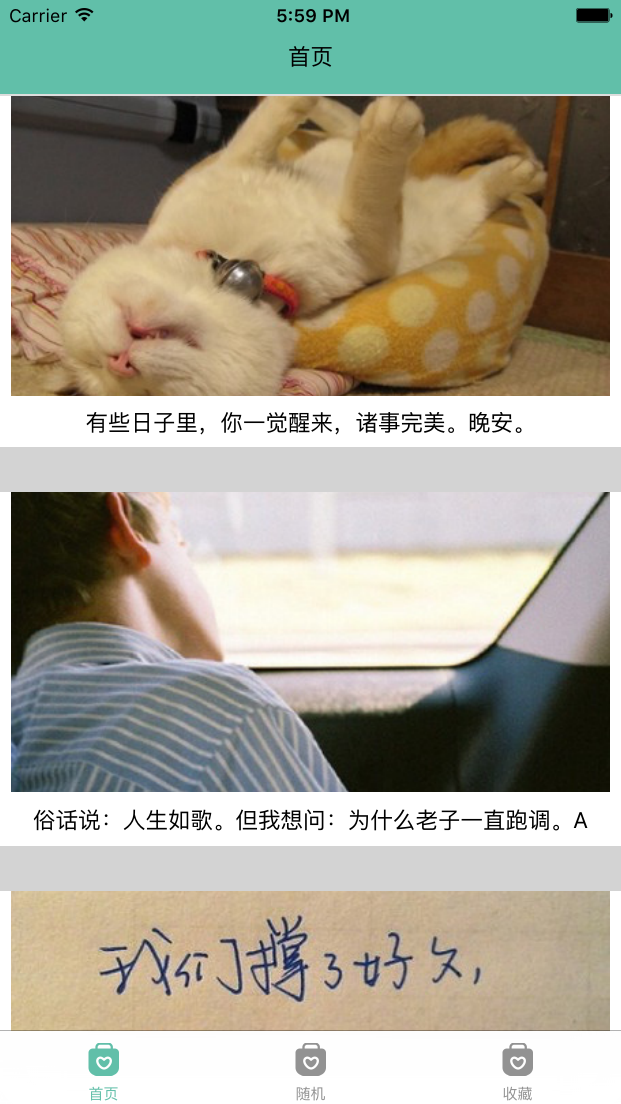 Carrier 5:59 PM
首页
有些日子里，你一觉醒来，诸事完美。晚安。
俗话说：人生如歌。但我想问：为什么老子一直跑调。A
我们撑了好久，
首页 随机 收藏